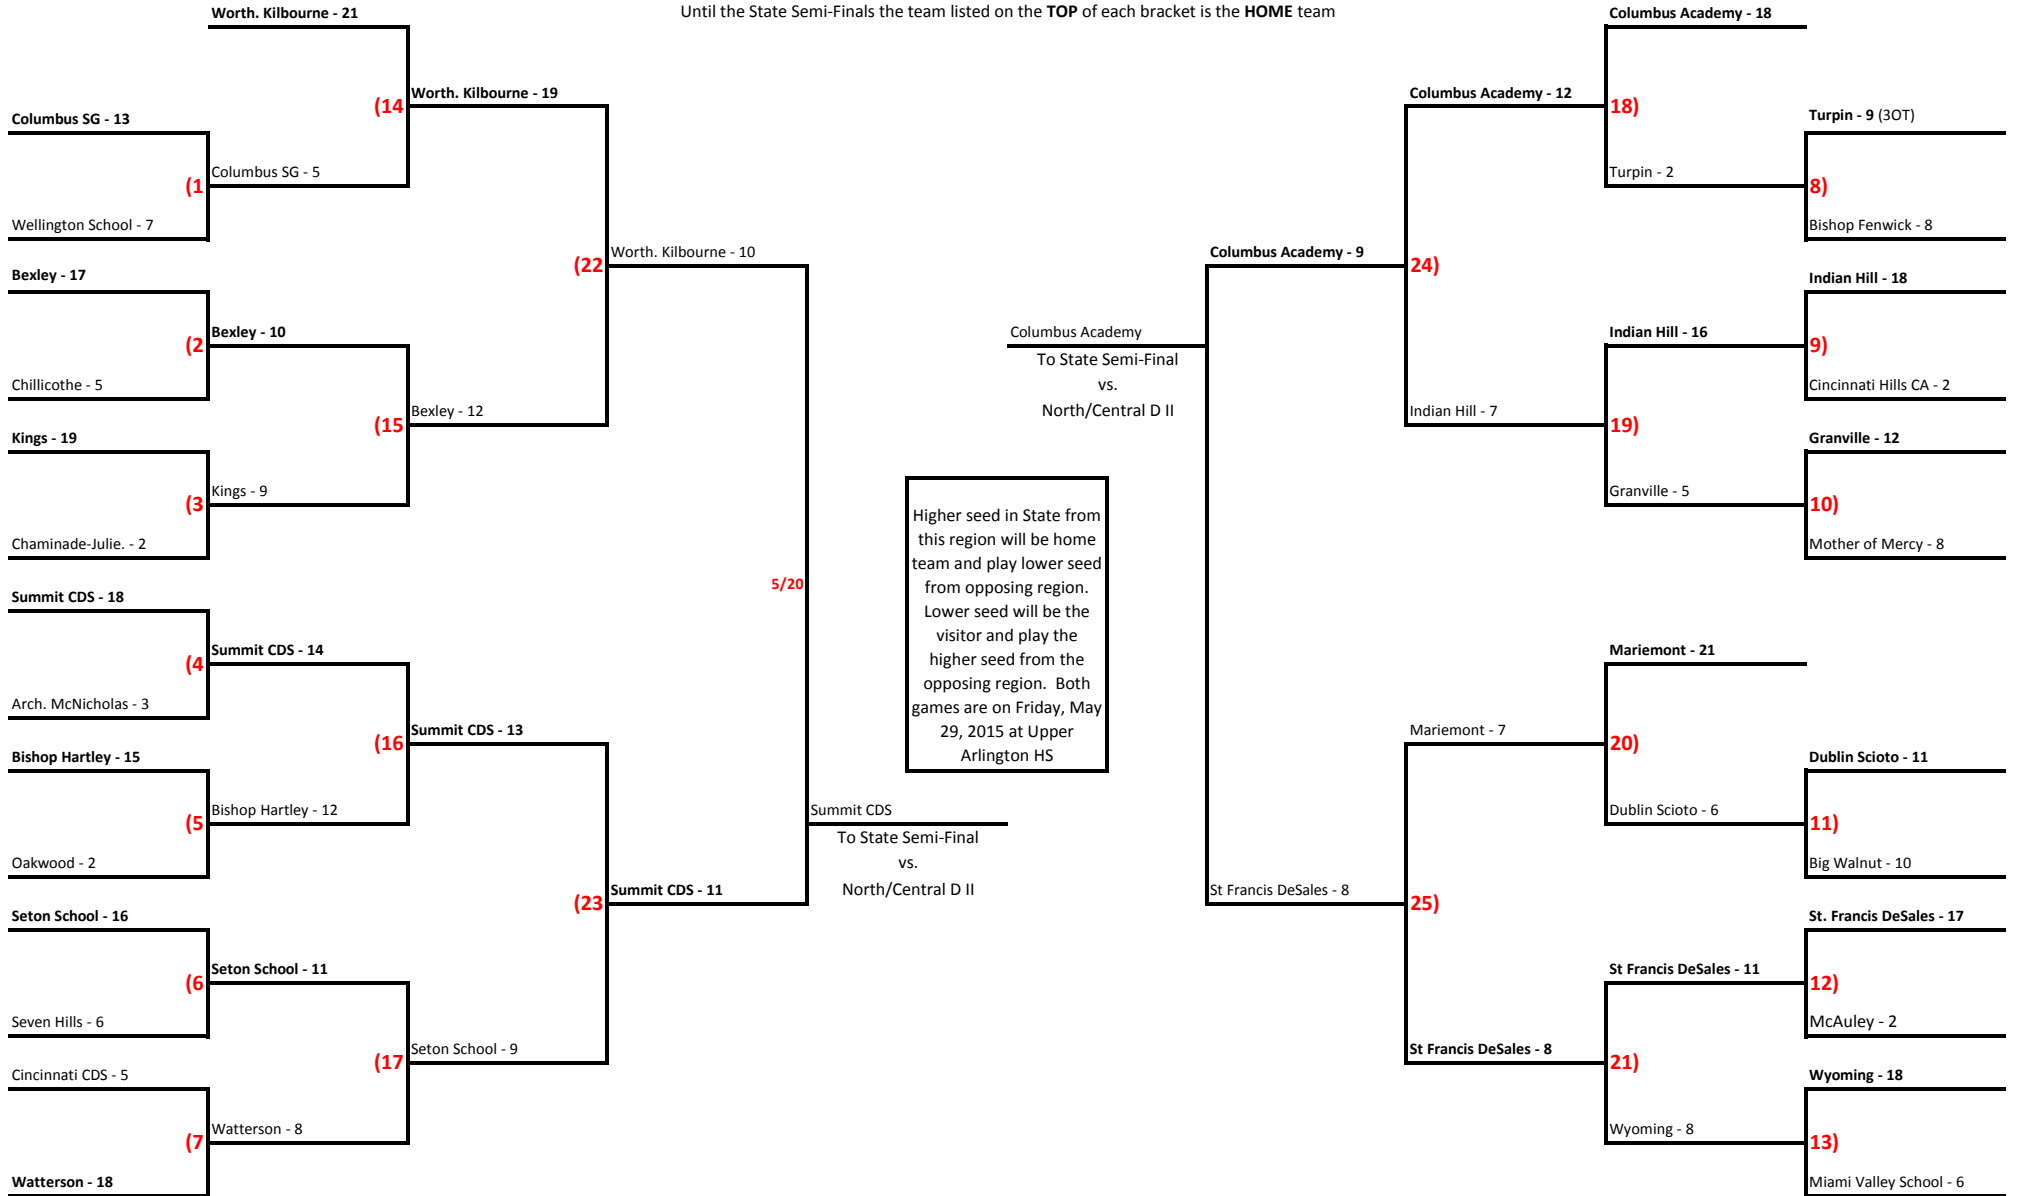 Until the State Semi-Finals the team listed on the TOP of each bracket is the HOME team
Worth. Kilbourne - 21
(14
Worth. Kilbourne - 19
Columbus SG - 13
(1
Columbus SG - 5
Wellington School - 7
Bexley - 17
(2
Bexley - 10
Chillicothe - 5
(15
Bexley - 12
Kings - 19
(3
Kings - 9
Chaminade-Julie. - 2
(22
Worth. Kilbourne - 10
Summit CDS - 18
(4
Summit CDS - 14
Arch. McNicholas - 3
(16
Summit CDS - 13
Bishop Hartley - 15
(5
Bishop Hartley - 12
Oakwood - 2
(23
Summit CDS - 11
Seton School - 16
(6
Seton School - 11
Seven Hills - 6
(17
Seton School - 9
Cincinnati CDS - 5
(7
Watterson - 8
Watterson - 18
5/20
Summit CDS
To State Semi-Final
vs.
North/Central D II
Higher seed in State from
this region will be home
team and play lower seed
from opposing region.
Lower seed will be the
visitor and play the
higher seed from the
opposing region. Both
games are on Friday, May
29, 2015 at Upper
Arlington HS
Columbus Academy
To State Semi-Final
vs.
North/Central D II
Columbus Academy - 9
24)
Columbus Academy - 12
Columbus Academy - 18
18)
Turpin - 9 (3OT)
Turpin - 2
8)
Bishop Fenwick - 8
Indian Hill - 18
Indian Hill - 16
9)
Cincinnati Hills CA - 2
Indian Hill - 7
19)
Granville - 12
Granville - 5
10)
Mother of Mercy - 8
St Francis DeSales - 8
25)
Mariemont - 21
Mariemont - 7
20)
Dublin Scioto - 11
Dublin Scioto - 6
11)
Big Walnut - 10
St. Francis DeSales - 17
St Francis DeSales - 11
12)
McAuley - 2
St Francis DeSales - 8
21)
Wyoming - 18
Wyoming - 8
13)
Miami Valley School - 6